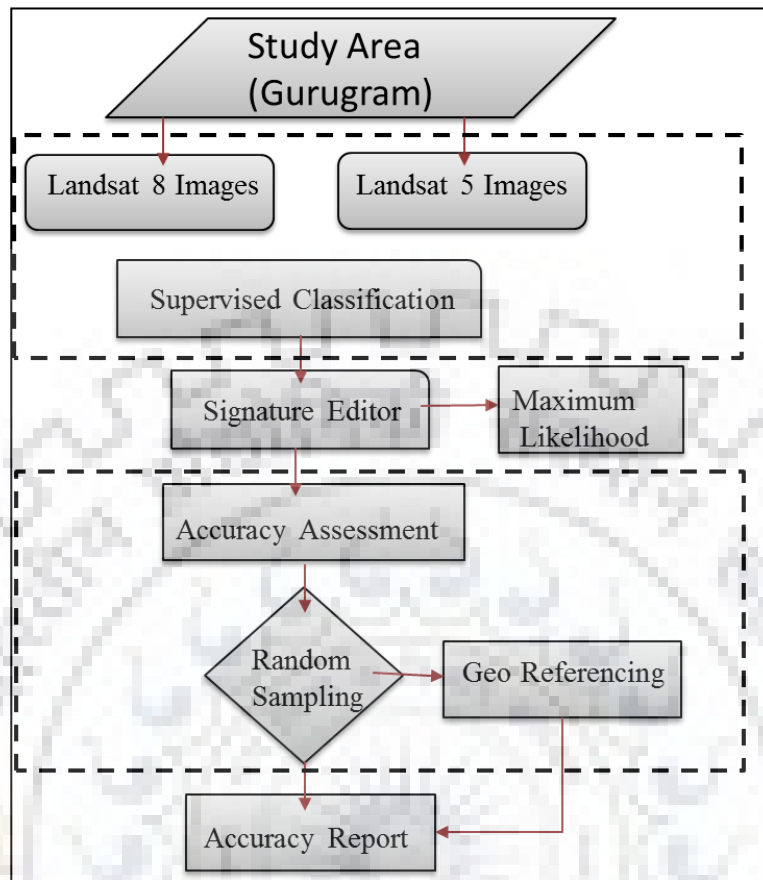 Study Area
(Gurugram)
Landsat 8 Images
Landsat 5 Images
Supervised Classification
Signature Editor
Maximum
Likelihood
Accuracy Assessment
Random
Sampling
Geo Referencing
Accuracy Report